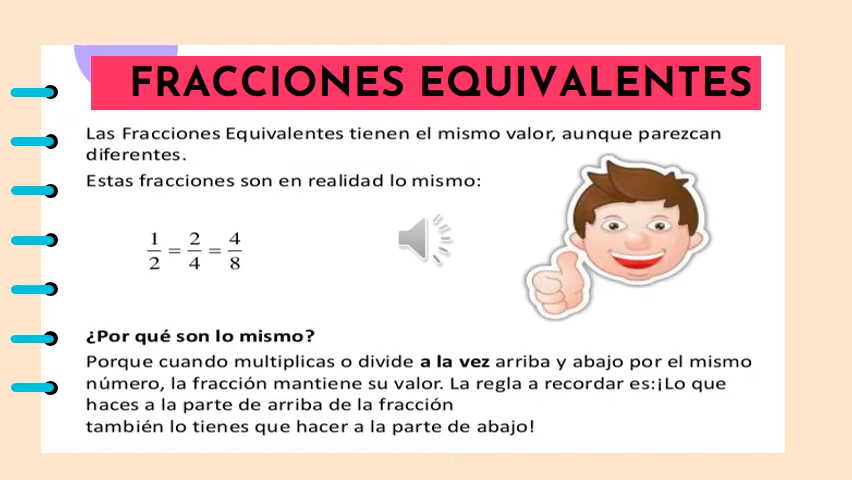 FRACCIONES EQUIVALENTES
Las Fracciones Equivalentes tienen el mismo valor, aunque parezcan
diferentes.
Estas fracciones son en realidad lo mismo:
1/2 = 2/4 = 4/8
¿Por qué son lo mismo?
Porque cuando multiplicas o divide a la vez arriba y abajo por el mismo
número, la fracción mantiene su valor. La regla a recordar es:¡Lo que
haces a la parte de arriba de la fracción
también lo tienes que hacer a la parte de abajo!